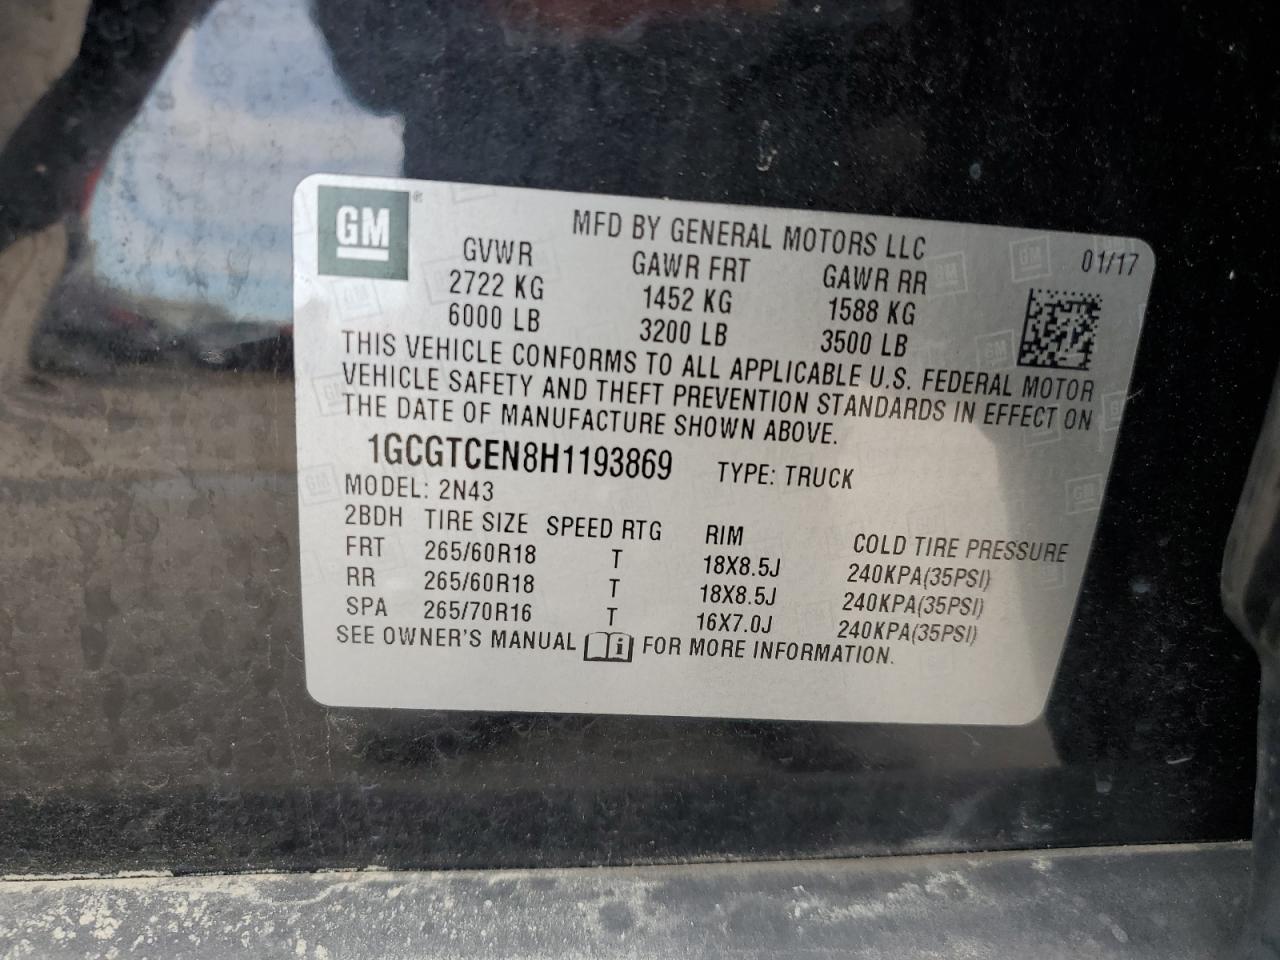 GM ®
MFD BY GENERAL MOTORS LLC 01/17
GVWR GAWR FRT GAWR RR
2722 KG 1452 KG 1588 KG
6000 LB 3200 LB 3500 LB
THIS VEHICLE CONFORMS TO ALL APPLICABLE U.S. FEDERAL MOTOR
VEHICLE SAFETY AND THEFT PREVENTION STANDARDS IN EFFECT ON
THE DATE OF MANUFACTURE SHOWN ABOVE.
1GCGTCEN8H1193869 TYPE: TRUCK
MODEL: 2N43
2BDH TIRE SIZE SPEED RTG RIM COLD TIRE PRESSURE
FRT 265/60R18 T 18X8.5J 240KPA(35PSI)
RR 265/60R18 T 18X8.5J 240KPA(35PSI)
SPA 265/70R16 T 16X7.0J 240KPA(35PSI)
SEE OWNER'S MANUAL i FOR MORE INFORMATION.